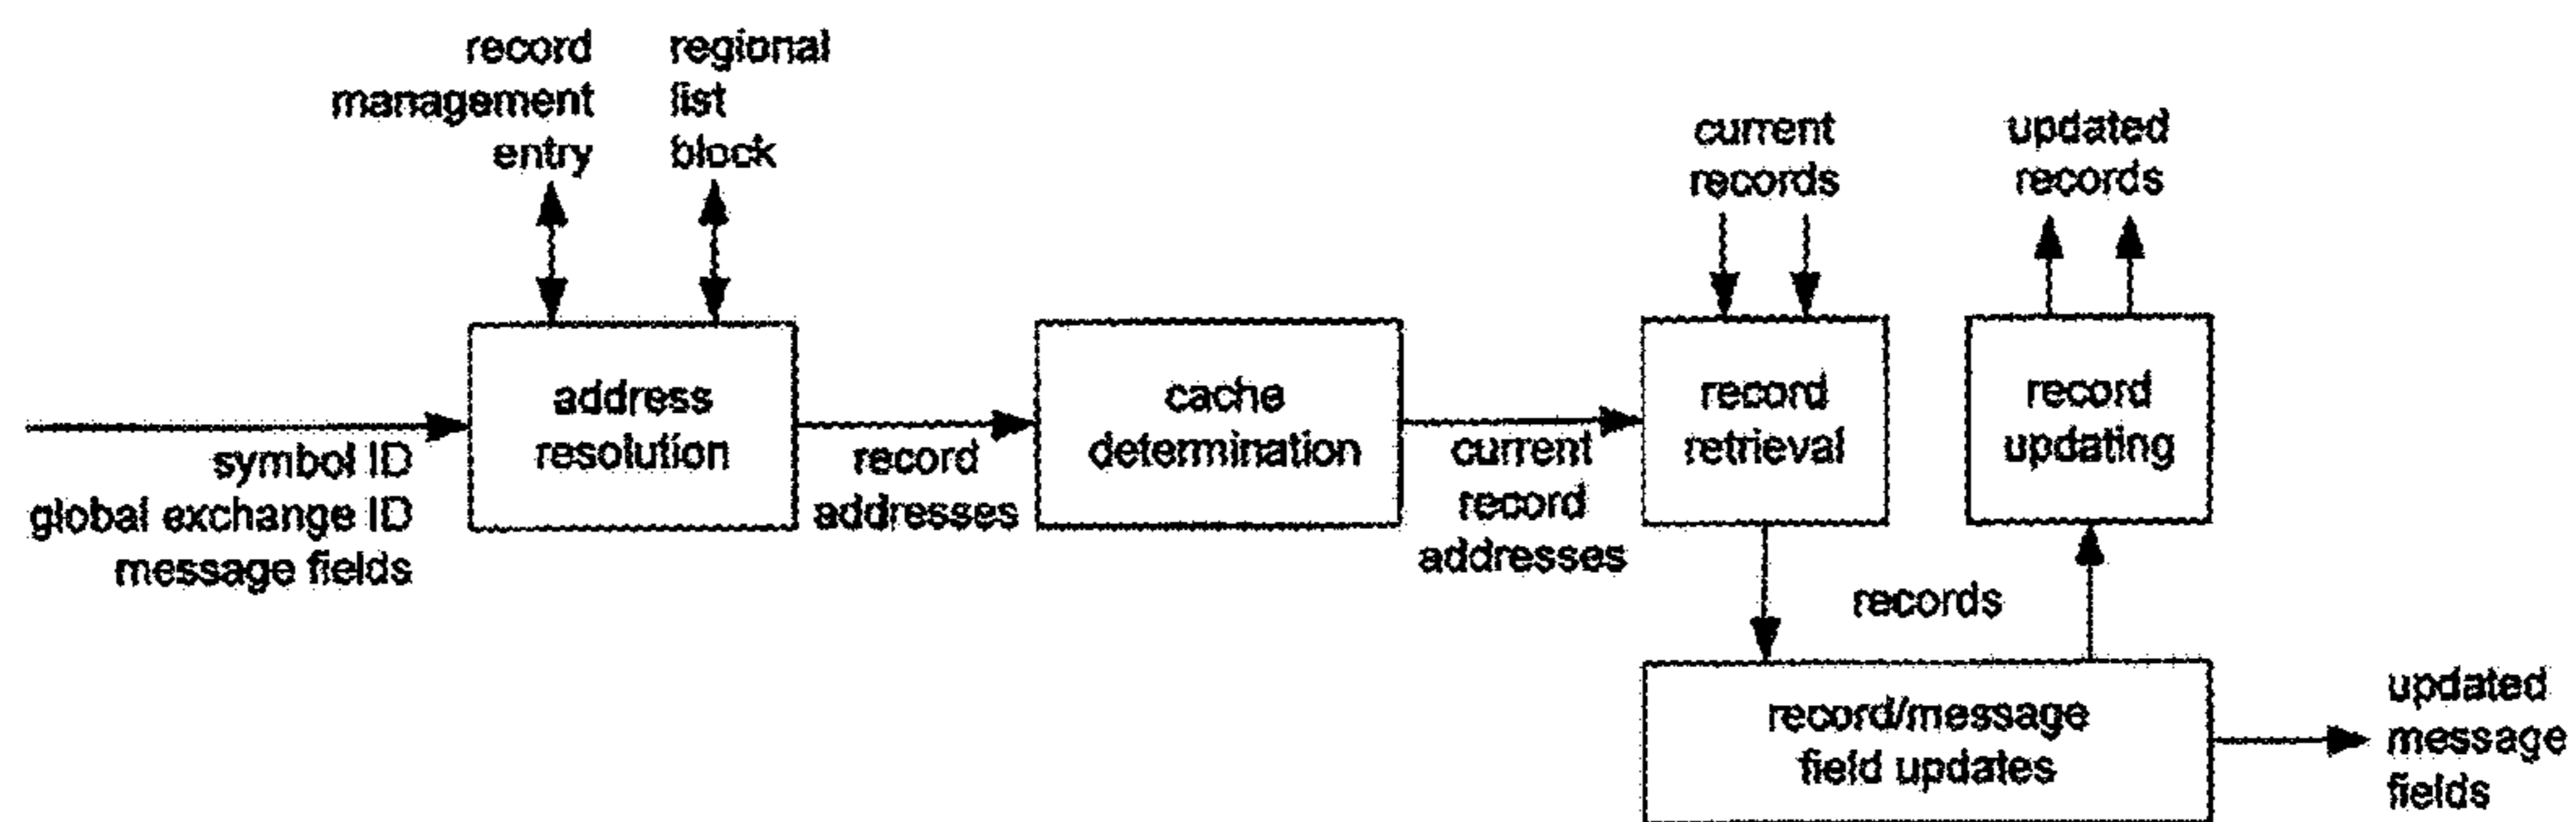 record
management
entry
regional
list
block
current
records
updated
records
address
resolution
cache
determination
record
retrieval
record
updating
symbol ID
global exchange ID
message fields
record
addresses
current
record
addresses
records
record/message
field updates
updated
message
fields